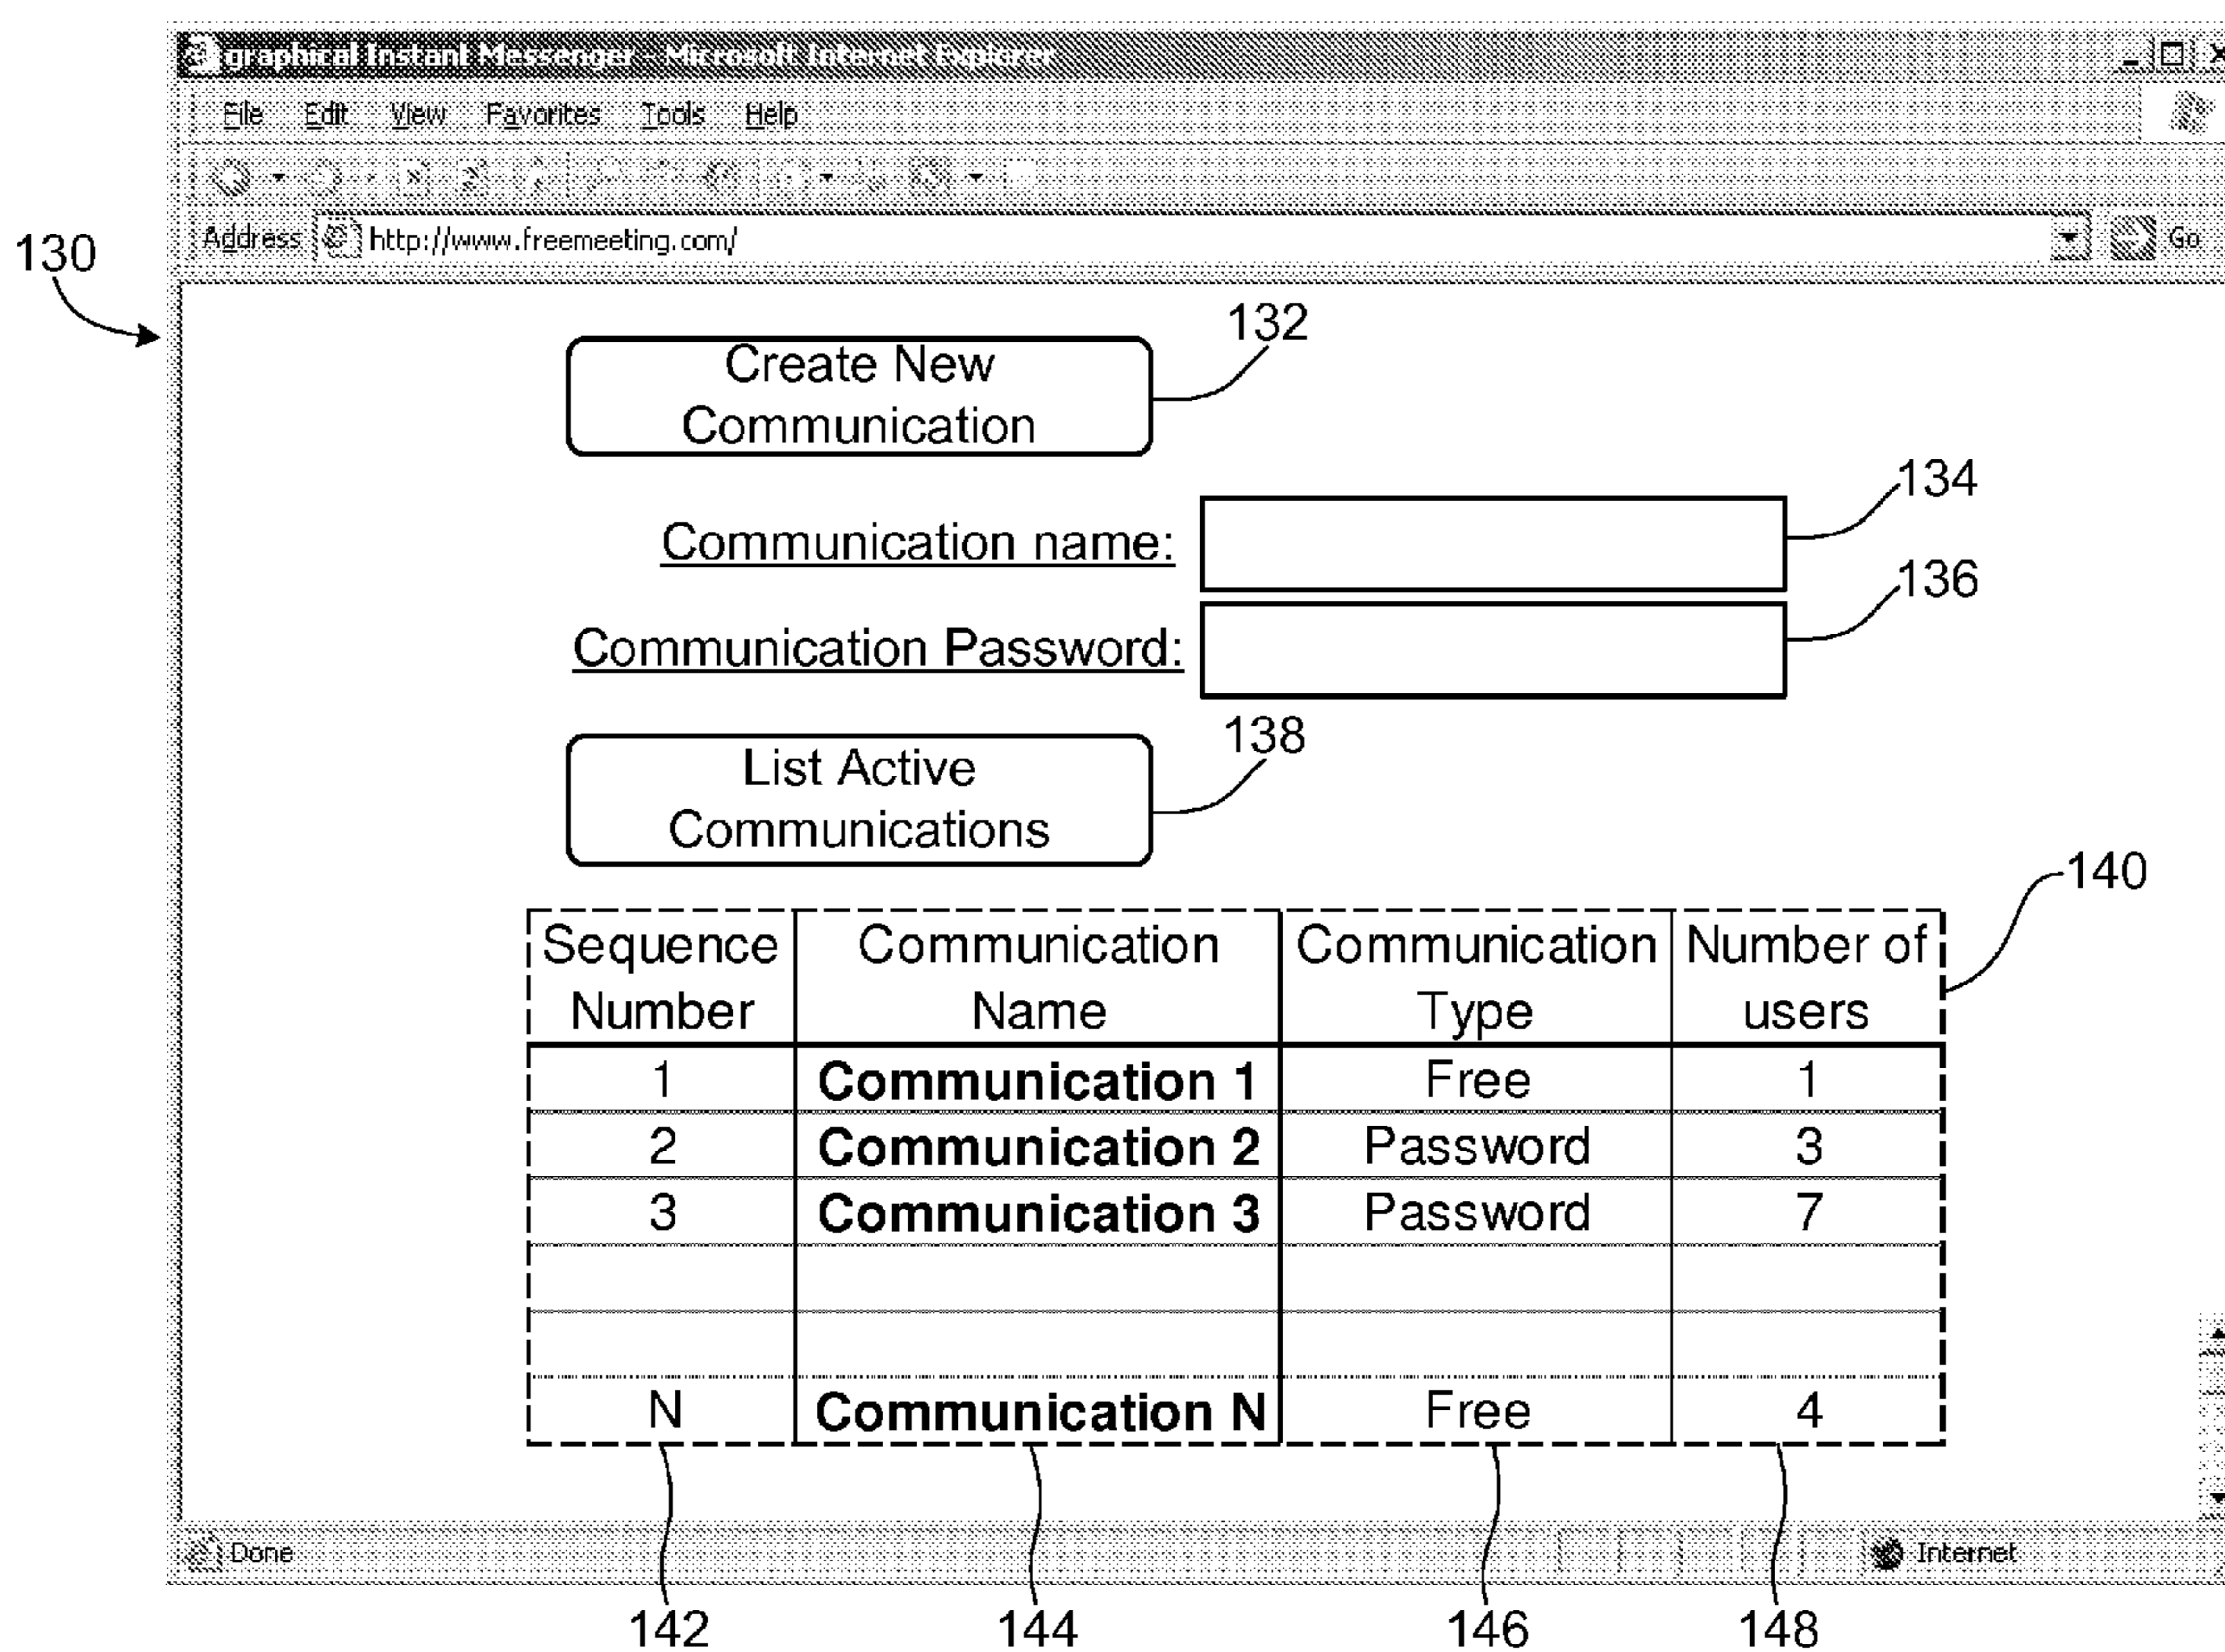 graphical Instant Messenger - Microsoft Internet Explorer
File Edit View Favorites Tools Help
Address http://www.freemeeting.com/ Go
130
Create New
Communication
132
Communication name:
134
Communication Password:
136
List Active
Communications
138
140
Sequence Number Communication Name Communication Type Number of users
1 Communication 1 Free 1
2 Communication 2 Password 3
3 Communication 3 Password 7
N Communication N Free 4
Done Internet
142 144 146 148